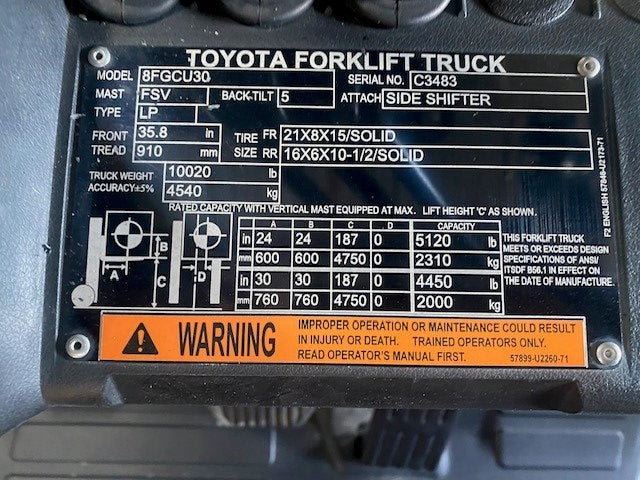 TOYOTA FORKLIFT TRUCK
MODEL 8FGCU30 SERIAL NO. C3483
MAST FSV BACK-TILT 5 ATTACH SIDE SHIFTER
TYPE LP
FRONT TREAD 35.8 in 910 mm
TIRE SIZE FR 21X8X15/SOLID
RR 16X6X10-1/2/SOLID
TRUCK WEIGHT 10020 lb
ACCURACY±5% 4540 kg
RATED CAPACITY WITH VERTICAL MAST EQUIPPED AT MAX. LIFT HEIGHT 'C' AS SHOWN.
A B C D
A B C D CAPACITY
in 24 24 187 0 5120 lb
mm 600 600 4750 0 2310 kg
in 30 30 187 0 4450 lb
mm 760 760 4750 0 2000 kg
THIS FORKLIFT TRUCK
MEETS OR EXCEEDS DESIGN
SPECIFICATIONS OF ANSI/
ITSDF B56.1 IN EFFECT ON
THE DATE OF MANUFACTURE.
F2 ENGLISH 57846-U2173-71
WARNING
IMPROPER OPERATION OR MAINTENANCE COULD RESULT
IN INJURY OR DEATH. TRAINED OPERATORS ONLY.
READ OPERATOR'S MANUAL FIRST. 57899-U2260-71